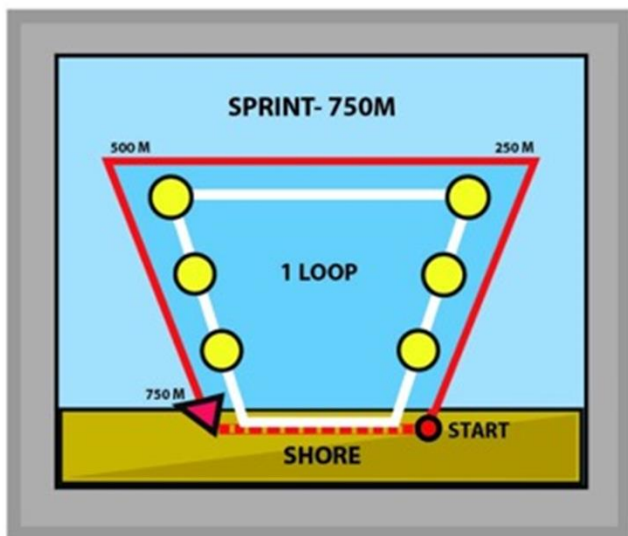 SPRINT- 750M
500 M
250 M
1 LOOP
750 M
START
SHORE